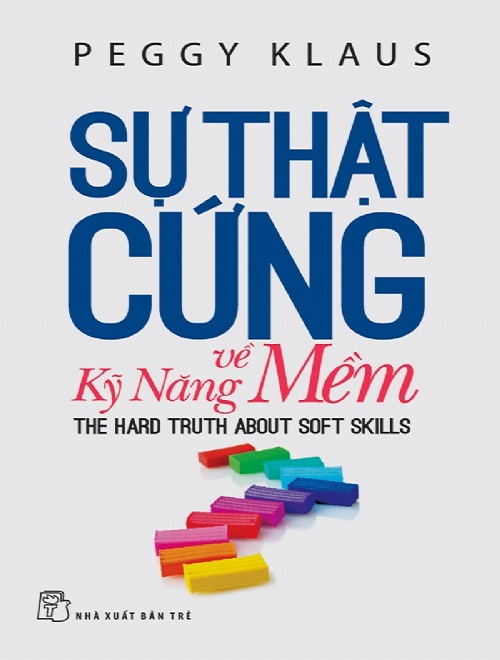 PEGGY KLAUS
SỰ THẬT
CỨNG
về
Kỹ Năng Mềm
THE HARD TRUTH ABOUT SOFT SKILLS
T
NHÀ XUẤT BẢN TRẺ